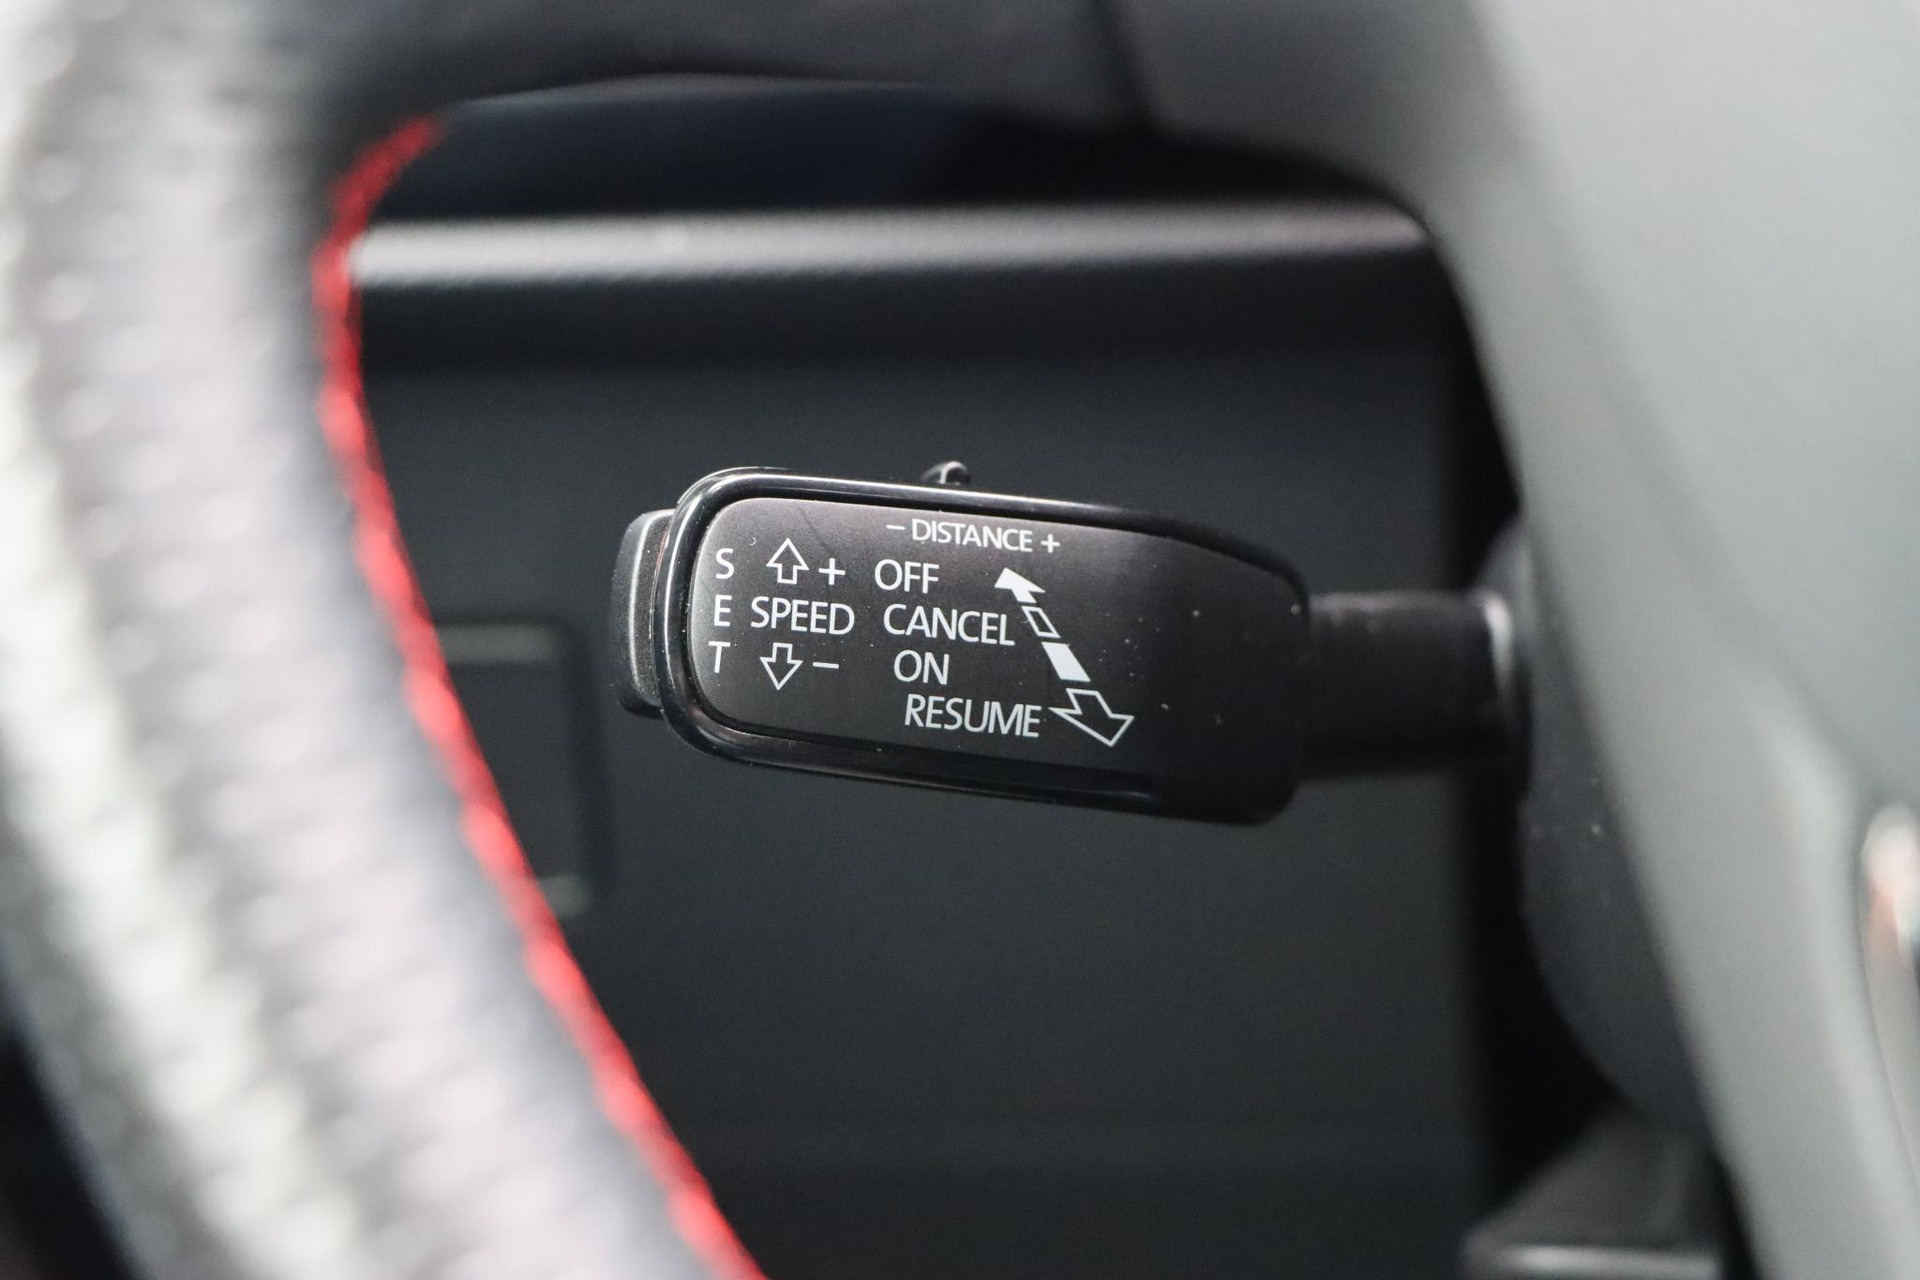 – DISTANCE +
S + OFF
E SPEED CANCEL
T – ON
RESUME